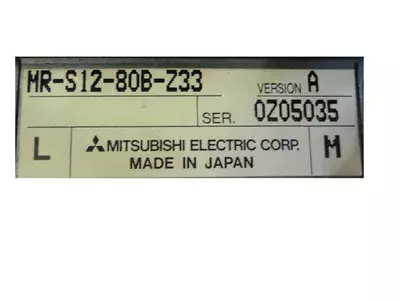 MR-S12-80B-Z33 VERSION A
SER. 0Z05035
L MITSUBISHI ELECTRIC CORP. M
MADE IN JAPAN